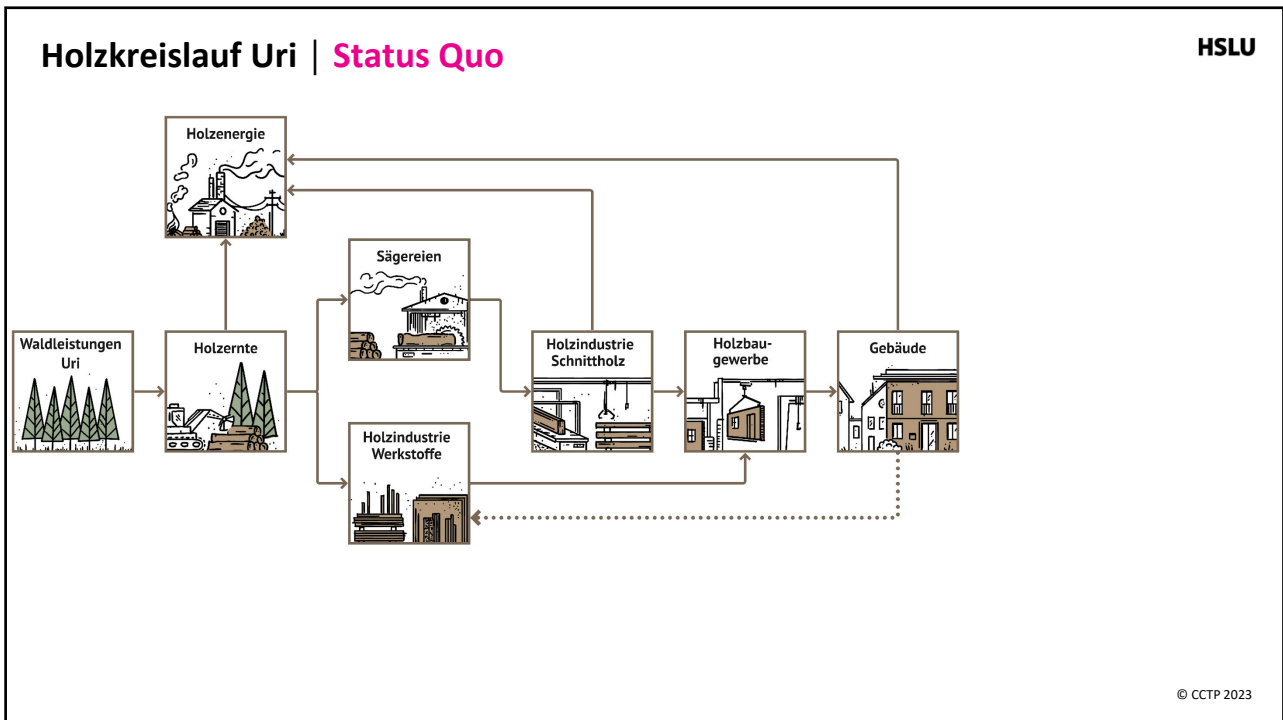 Holzkreislauf Uri | Status Quo
HSLU
Holzenergie
Sägereien
Waldleistungen
Uri
Holzernte
Holzindustrie
Schnittholz
Holzbau-
gewerbe
Gebäude
Holzindustrie
Werkstoffe
© CCTP 2023